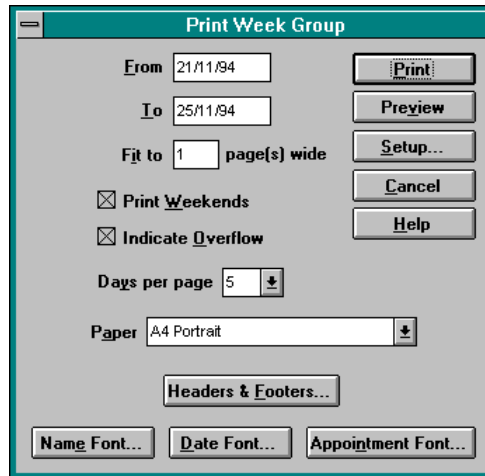 Print Week Group
From 21/11/94
Print
To 25/11/94
Preview
Fit to 1 page(s) wide
Setup...
Print Weekends
Cancel
Indicate Overflow
Help
Days per page 5
Paper A4 Portrait
Headers & Footers...
Name Font... Date Font... Appointment Font...